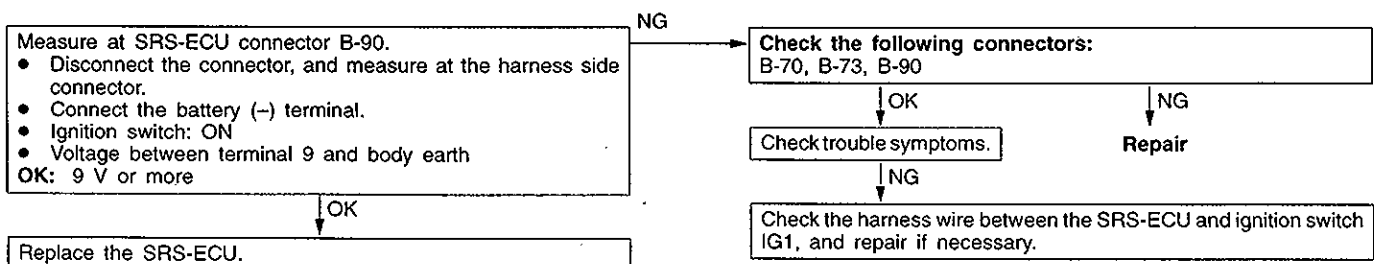 Measure at SRS-ECU connector B-90.
● Disconnect the connector, and measure at the harness side
connector.
● Connect the battery (–) terminal.
● Ignition switch: ON
● Voltage between terminal 9 and body earth
OK: 9 V or more
NG
Check the following connectors:
B-70, B-73, B-90
OK
NG
Check trouble symptoms.
Repair
NG
Check the harness wire between the SRS-ECU and ignition switch
IG1, and repair if necessary.
OK
Replace the SRS-ECU.